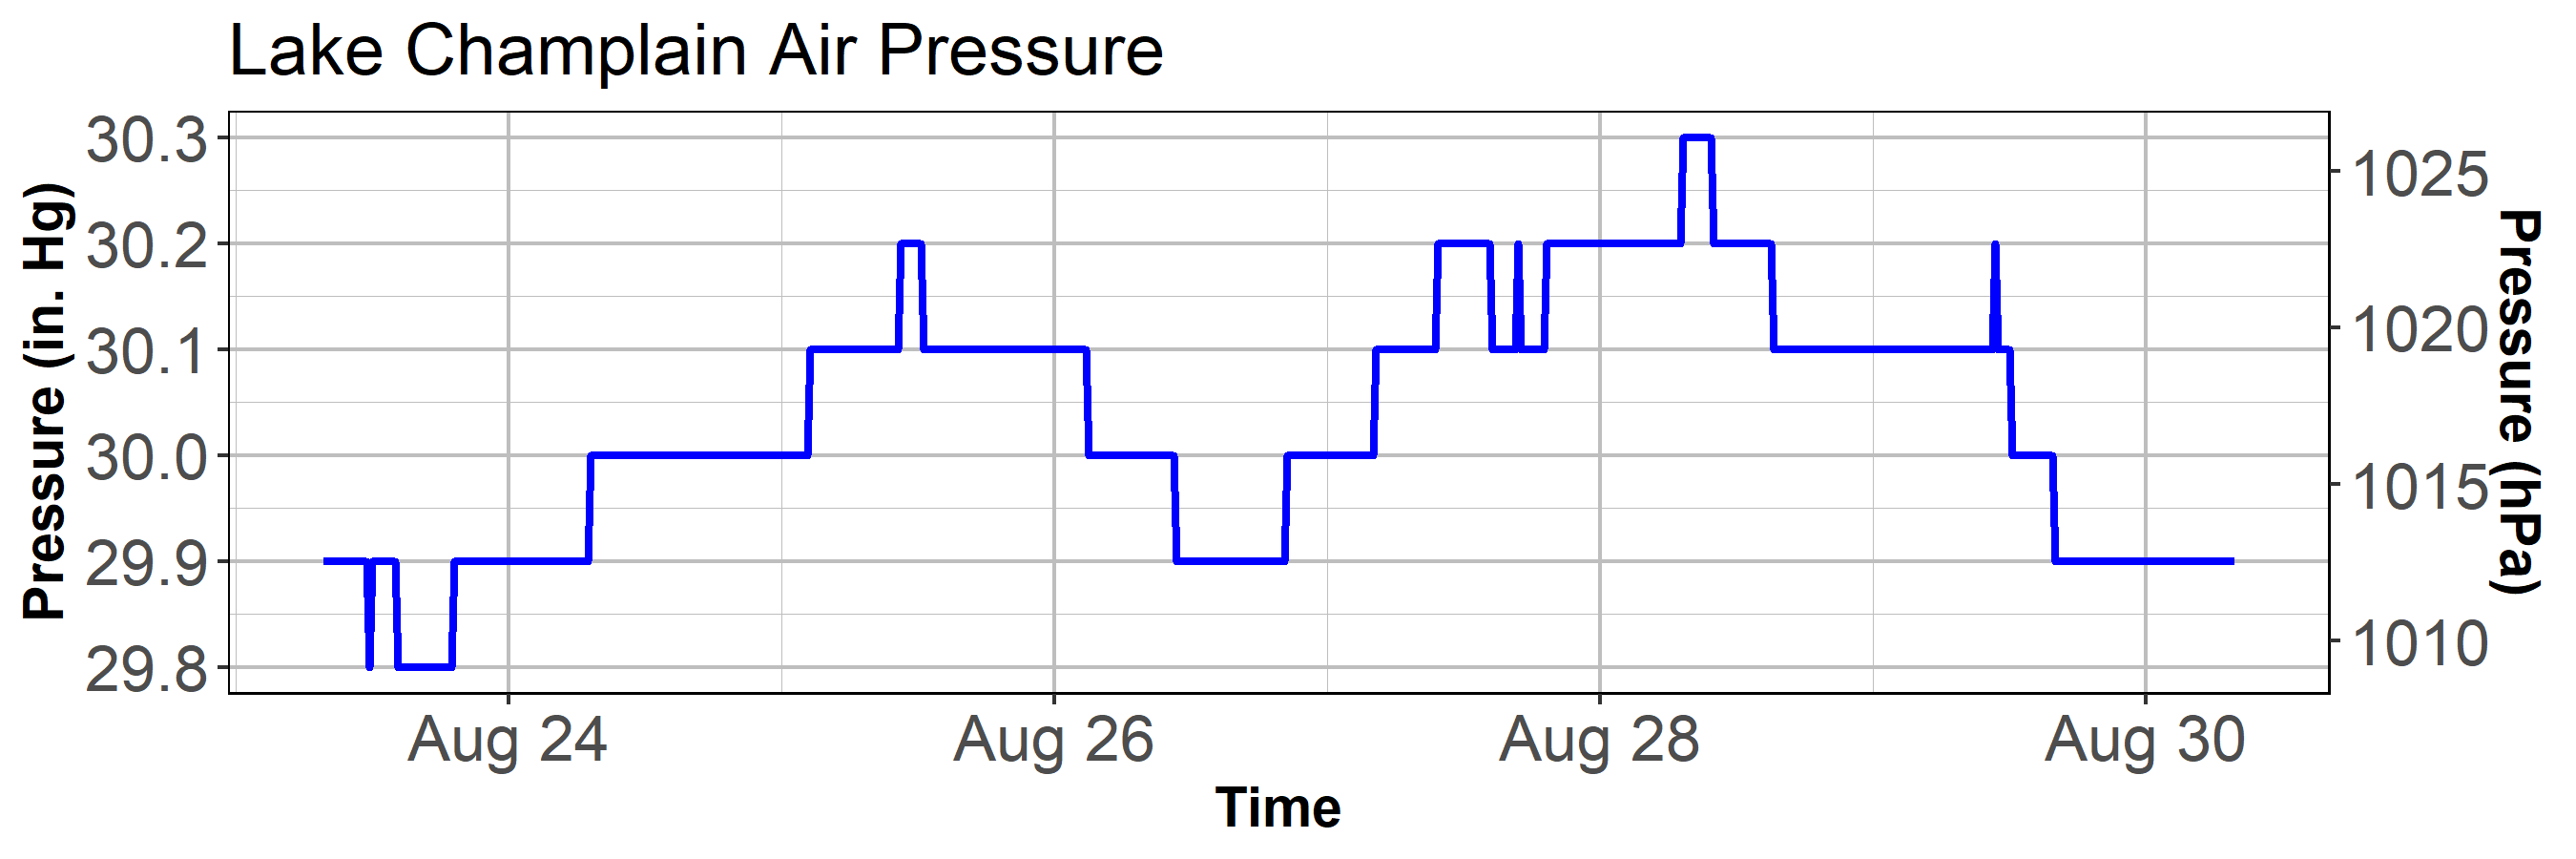 Lake Champlain Air Pressure
Pressure (in. Hg)
30.3
30.2
30.1
30.0
29.9
29.8
1025
1020
1015
1010
Pressure (hPa)
Aug 24
Aug 26
Aug 28
Aug 30
Time